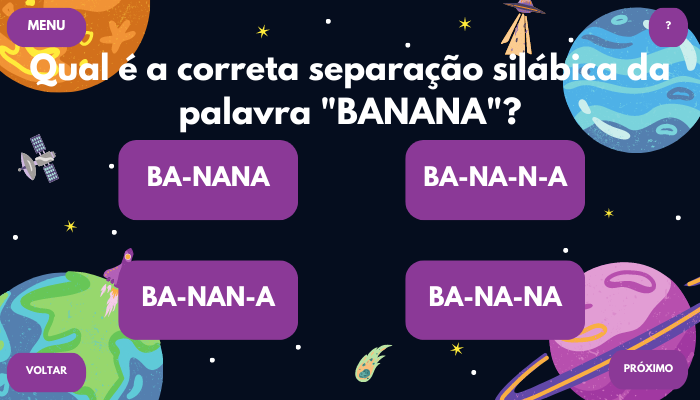 MENU
?
Qual é a correta separação silábica da
palavra "BANANA"?
BA-NANA
BA-NA-N-A
BA-NAN-A
BA-NA-NA
VOLTAR
PRÓXIMO